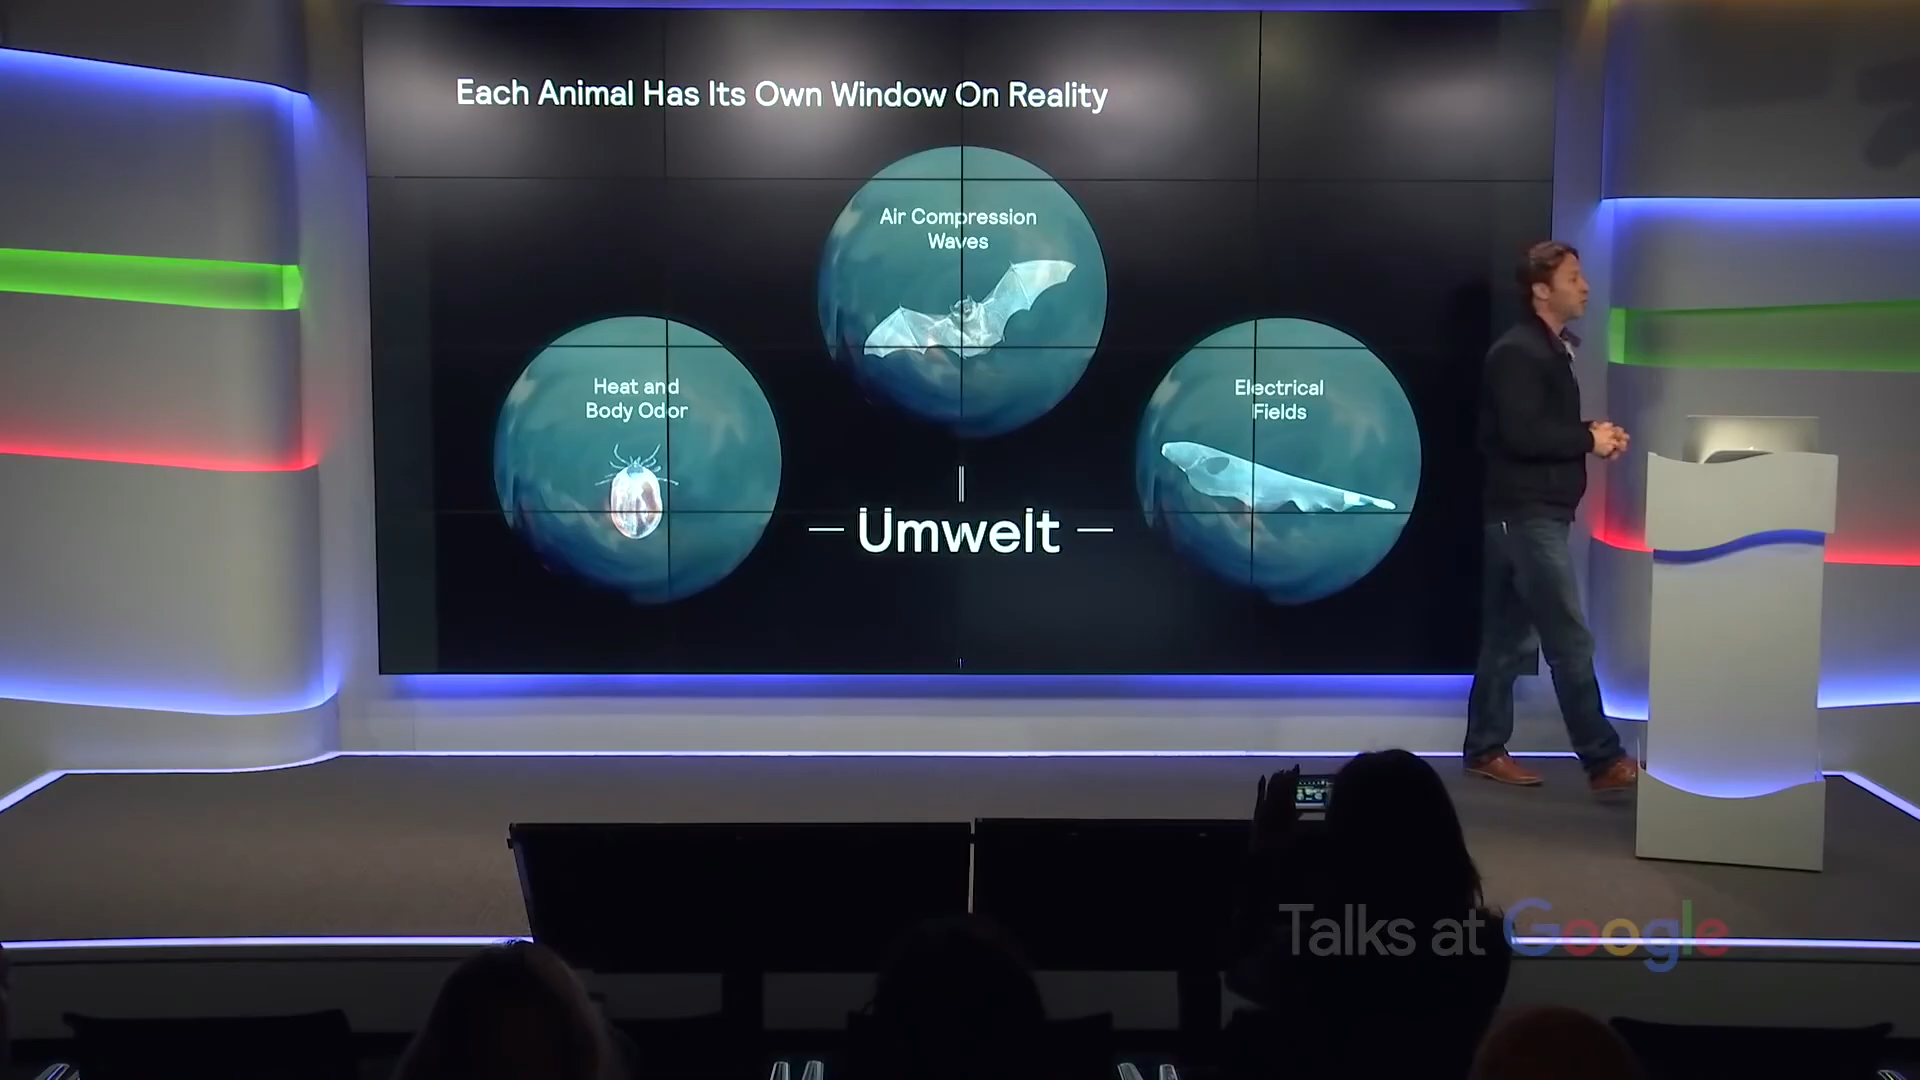 Each Animal Has Its Own Window On Reality
Air Compression
Waves
Heat and
Body Odor
Electrical
Fields
Umwelt
Talks at Google